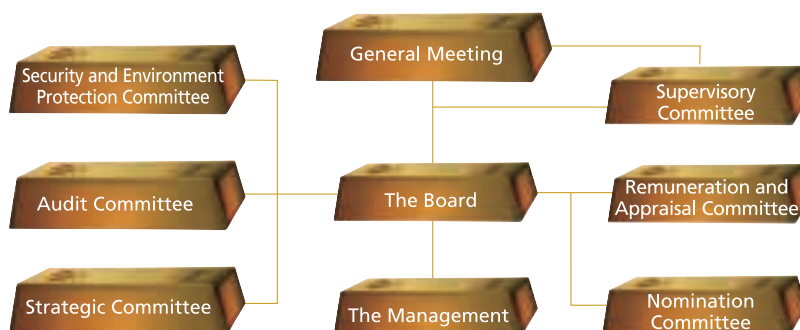 General Meeting
Security and Environment
Protection Committee
Supervisory
Committee
Audit Committee
The Board
Remuneration and
Appraisal Committee
Strategic Committee
The Management
Nomination
Committee